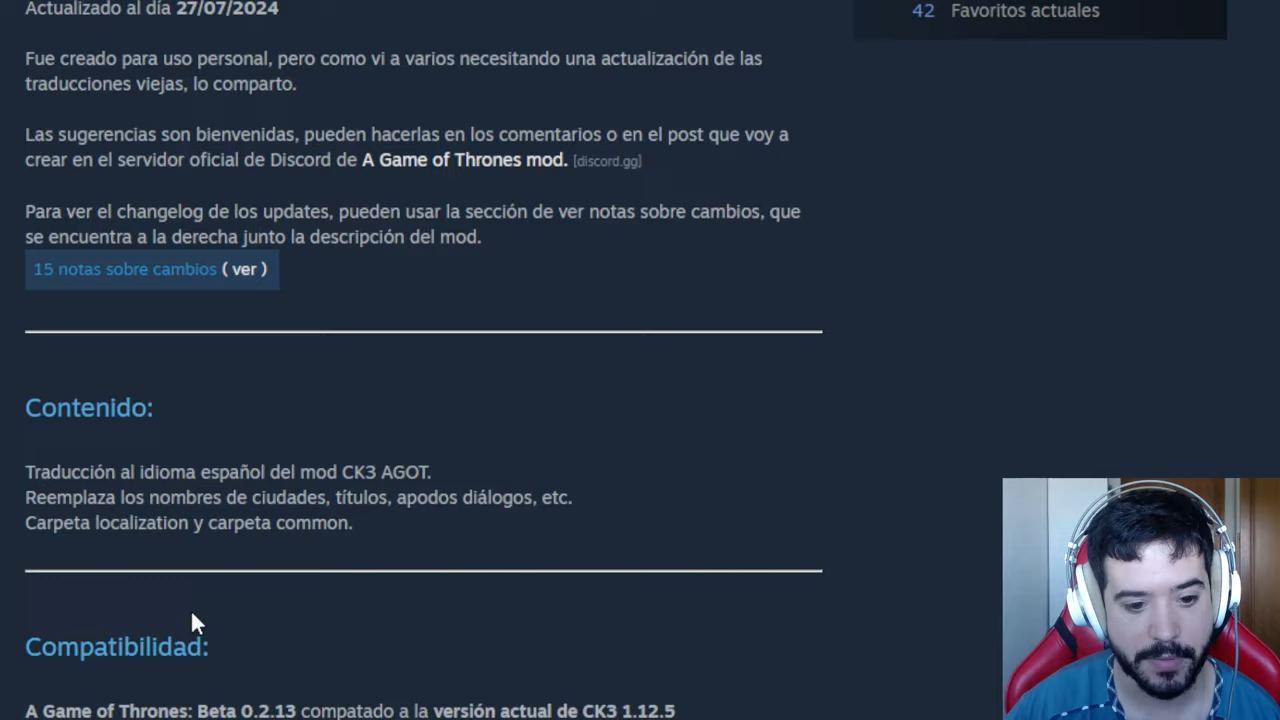 Actualizado al día 27/07/2024
42 Favoritos actuales
Fue creado para uso personal, pero como vi a varios necesitando una actualización de las
traducciones viejas, lo comparto.
Las sugerencias son bienvenidas, pueden hacerlas en los comentarios o en el post que voy a
crear en el servidor oficial de Discord de A Game of Thrones mod. [discord.gg]
Para ver el changelog de los updates, pueden usar la sección de ver notas sobre cambios, que
se encuentra a la derecha junto la descripción del mod.
15 notas sobre cambios ( ver )
Contenido:
Traducción al idioma español del mod CK3 AGOT.
Reemplaza los nombres de ciudades, títulos, apodos diálogos, etc.
Carpeta localization y carpeta common.
Compatibilidad:
A Game of Thrones: Beta 0.2.13 compatado a la versión actual de CK3 1.12.5